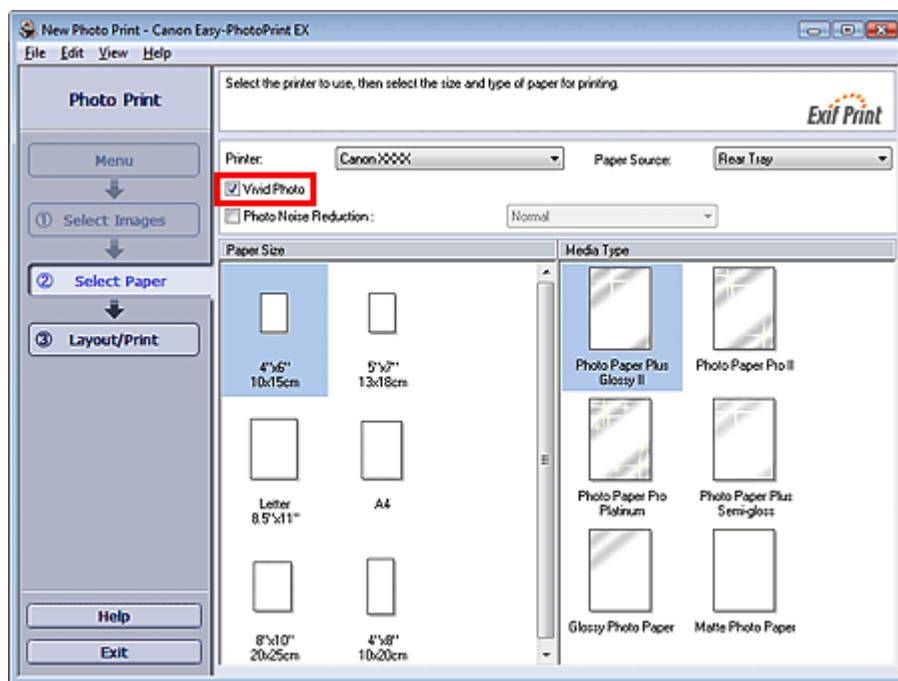 New Photo Print - Canon Easy-PhotoPrint EX
File Edit View Help
Photo Print
Select the printer to use, then select the size and type of paper for printing.
Exif Print
Menu
① Select Images
② Select Paper
③ Layout/Print
Help
Exit
Printer: Canon XXXX Paper Source: Rear Tray
Vivid Photo
Photo Noise Reduction : Normal
Paper Size
4"x6"
10x15cm
5"x7"
13x18cm
Letter
8.5"x11"
A4
8"x10"
20x25cm
4"x8"
10x20cm
Media Type
Photo Paper Plus
Glossy II
Photo Paper Pro II
Photo Paper Pro
Platinum
Photo Paper Plus
Semi-gloss
Glossy Photo Paper
Matte Photo Paper